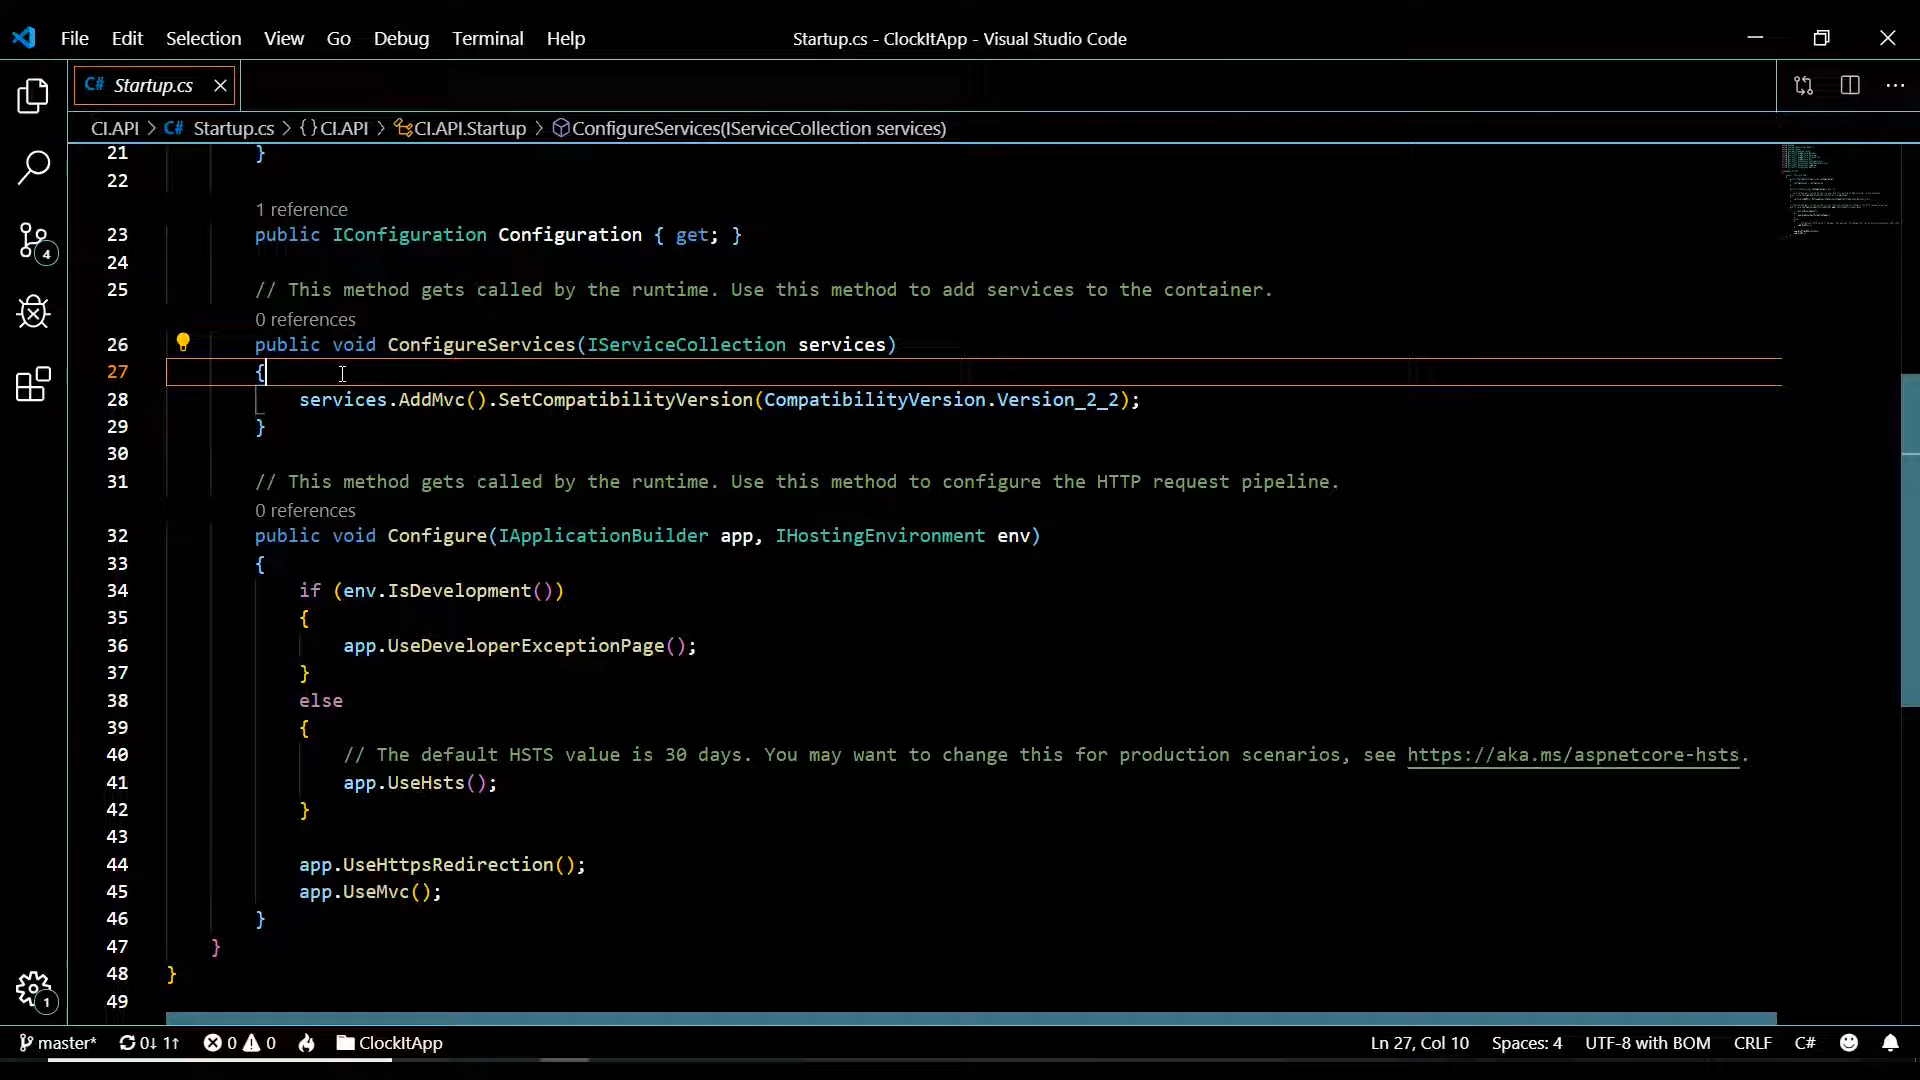 File Edit Selection View Go Debug Terminal Help
Startup.cs - ClockItApp - Visual Studio Code
C# Startup.cs
CI.API > C# Startup.cs > {} CI.API > CI.API.Startup > ConfigureServices(IServiceCollection services)
21 }
22
1 reference
23 public IConfiguration Configuration { get; }
24
25 // This method gets called by the runtime. Use this method to add services to the container.
0 references
26 public void ConfigureServices(IServiceCollection services)
27 {
28 services.AddMvc().SetCompatibilityVersion(CompatibilityVersion.Version_2_2);
29 }
30
31 // This method gets called by the runtime. Use this method to configure the HTTP request pipeline.
0 references
32 public void Configure(IApplicationBuilder app, IHostingEnvironment env)
33 {
34 if (env.IsDevelopment())
35 {
36 app.UseDeveloperExceptionPage();
37 }
38 else
39 {
40 // The default HSTS value is 30 days. You may want to change this for production scenarios, see https://aka.ms/aspnetcore-hsts.
41 app.UseHsts();
42 }
43
44 app.UseHttpsRedirection();
45 app.UseMvc();
46 }
47 }
48 }
49
4
1
master* 0↓ 1↑ 0 0 ClockItApp Ln 27, Col 10 Spaces: 4 UTF-8 with BOM CRLF C#